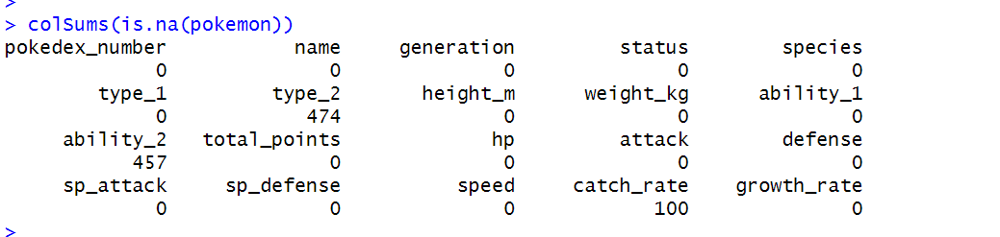 >
> colSums(is.na(pokemon))
pokedex_number name generation status species
0 0 0 0 0
type_1 type_2 height_m weight_kg ability_1
0 474 0 0 0
ability_2 total_points hp attack defense
457 0 0 0 0
sp_attack sp_defense speed catch_rate growth_rate
0 0 0 100 0
>